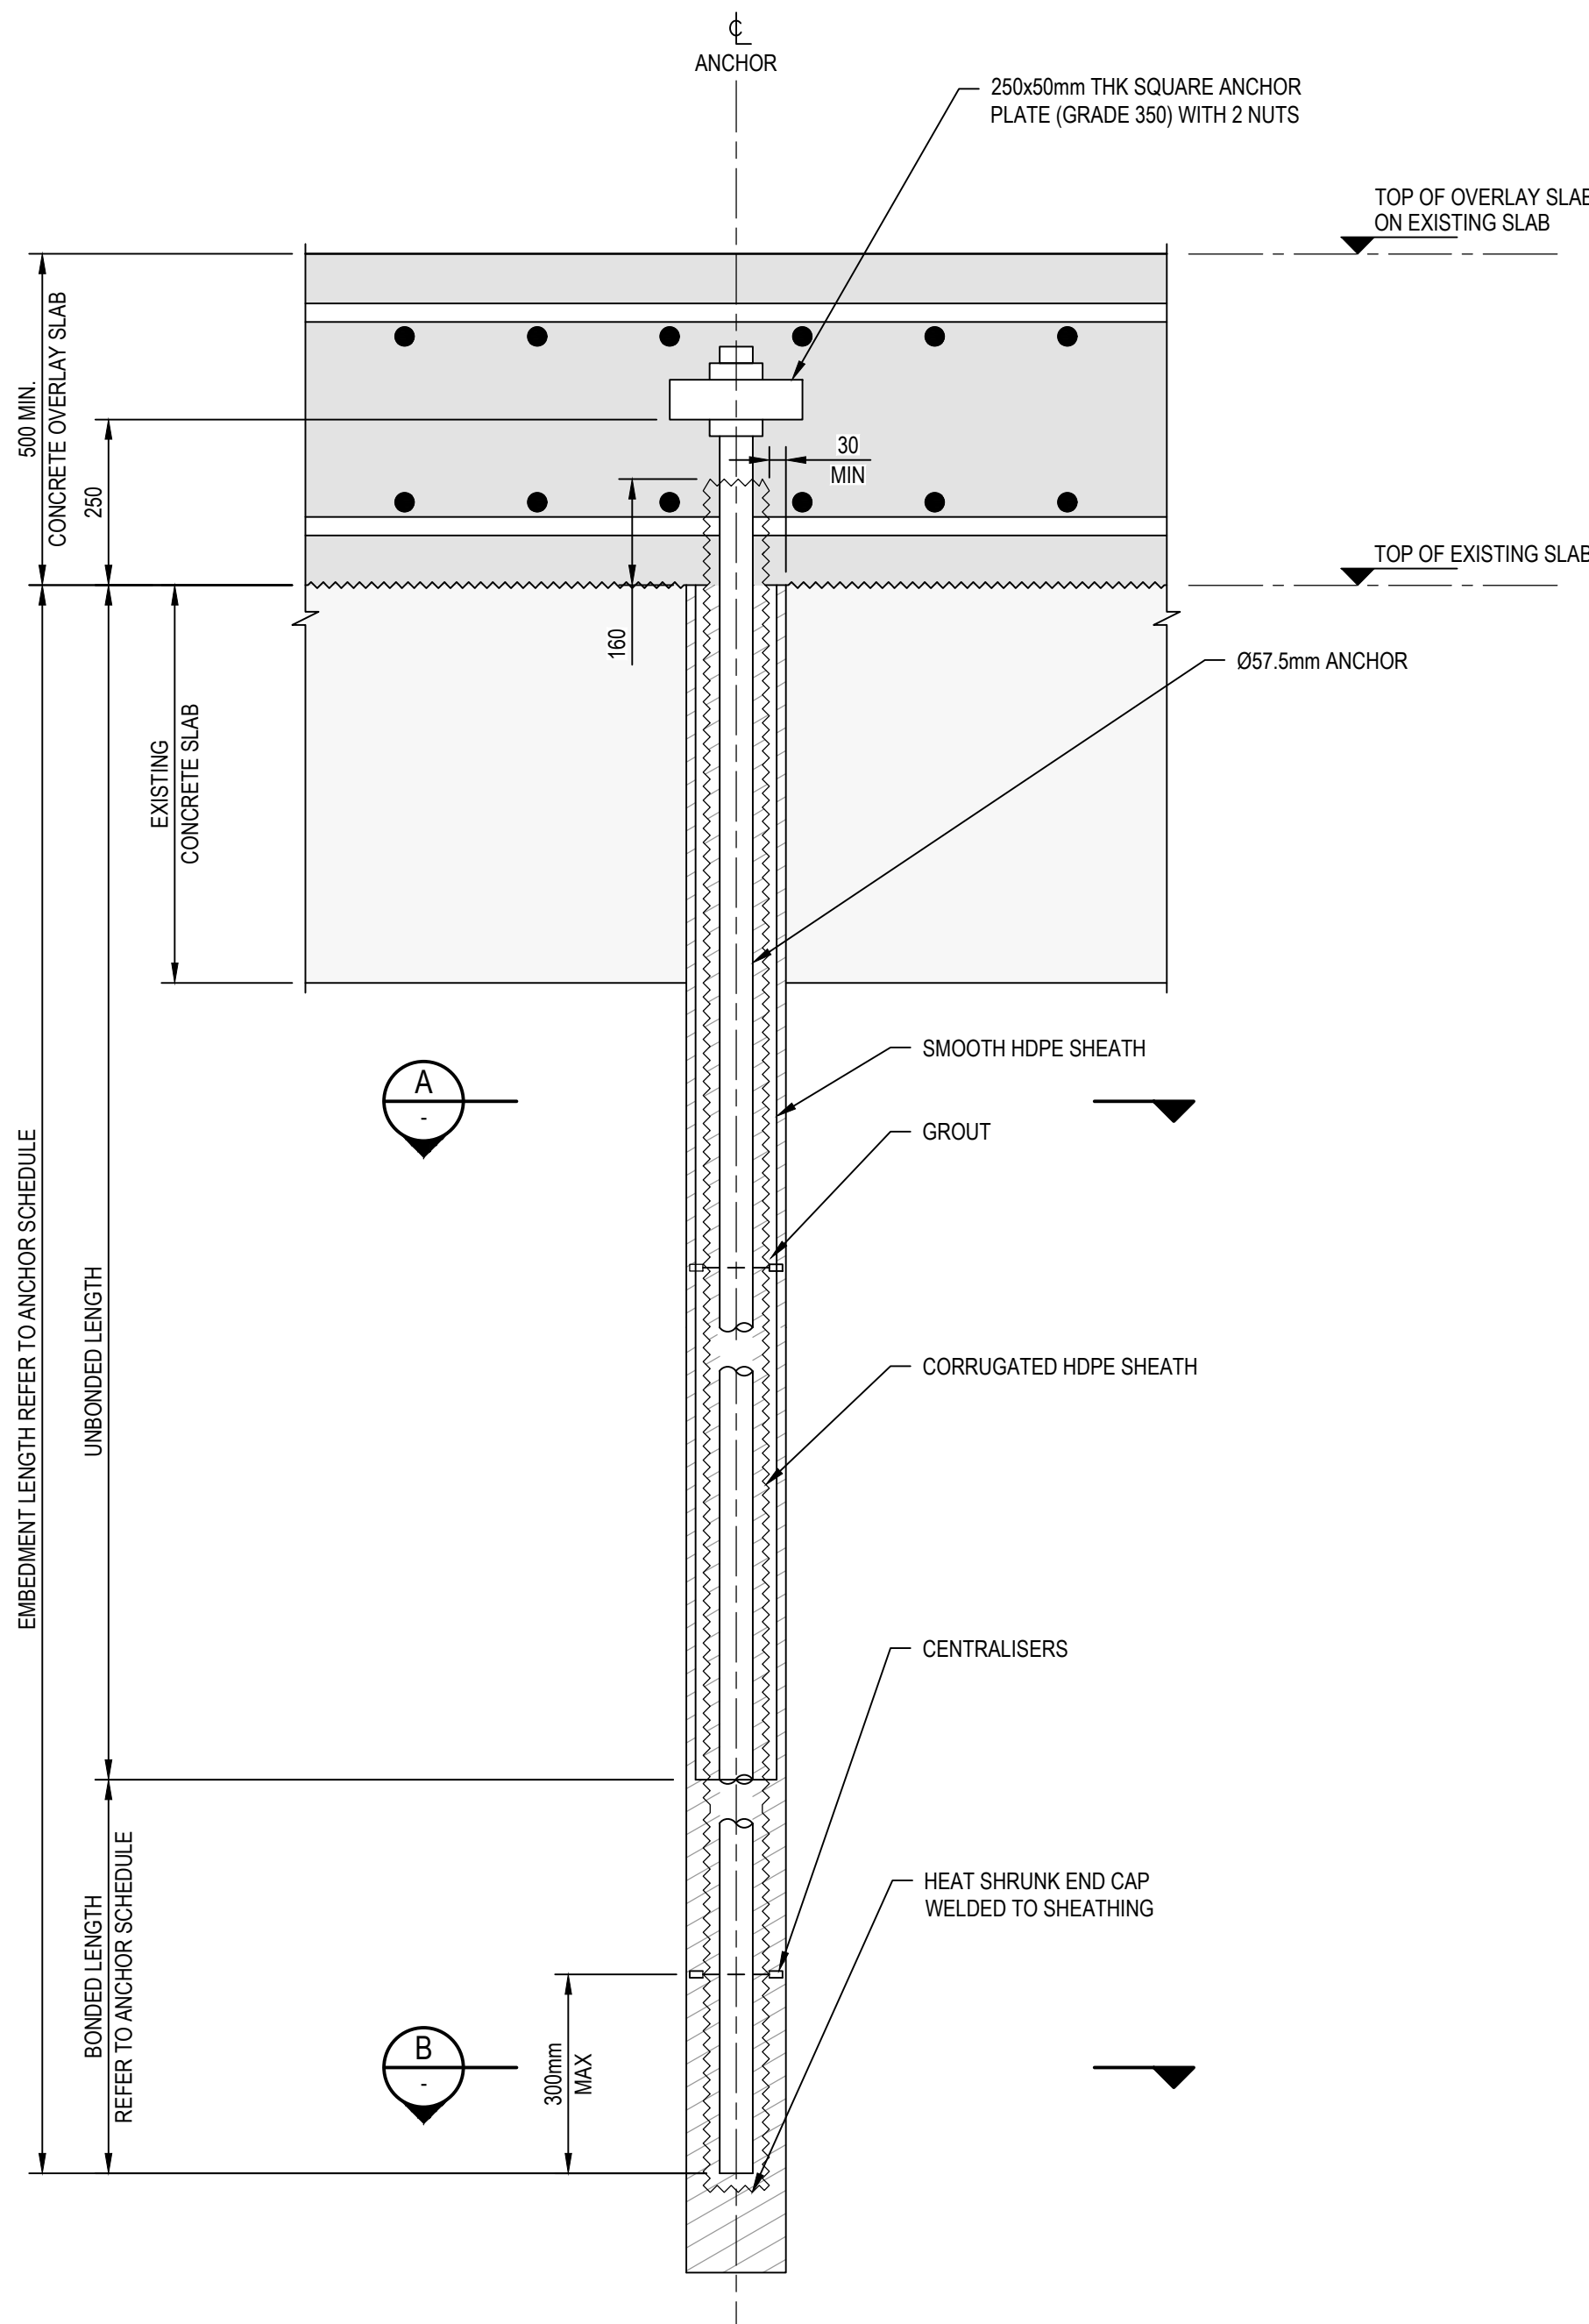 ℄
ANCHOR
250x50mm THK SQUARE ANCHOR
PLATE (GRADE 350) WITH 2 NUTS
TOP OF OVERLAY SLAB
ON EXISTING SLAB
500 MIN.
CONCRETE OVERLAY SLAB
250
30
MIN
TOP OF EXISTING SLAB
160
Ø57.5mm ANCHOR
EXISTING
CONCRETE SLAB
SMOOTH HDPE SHEATH
A
-
GROUT
EMBEDMENT LENGTH REFER TO ANCHOR SCHEDULE
UNBONDED LENGTH
CORRUGATED HDPE SHEATH
CENTRALISERS
HEAT SHRUNK END CAP
WELDED TO SHEATHING
BONDED LENGTH
REFER TO ANCHOR SCHEDULE
B
-
300mm
MAX